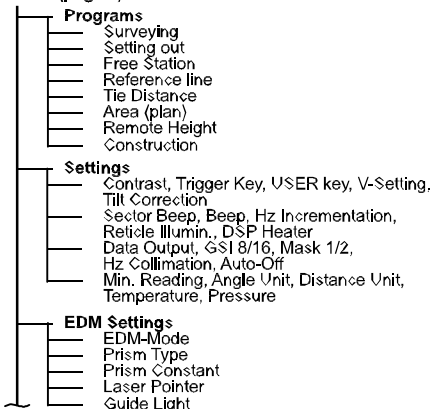 Programs
Surveying
Setting out
Free Station
Reference line
Tie Distance
Area (plan)
Remote Height
Construction
Settings
Contrast, Trigger Key, USER key, V-Setting,
Tilt Correction
Sector Beep, Beep, Hz Incrementation,
Reticle Illumin., DSP Heater
Data Output, GSI 8/16, Mask 1/2,
Hz Collimation, Auto-Off
Min. Reading, Angle Unit, Distance Unit,
Temperature, Pressure
EDM Settings
EDM-Mode
Prism Type
Prism Constant
Laser Pointer
Guide Light